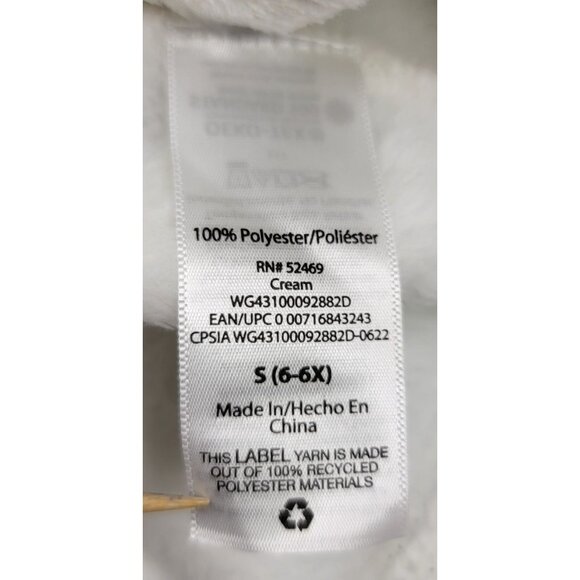 100% Polyester/Poliéster
RN# 52469
Cream
WG43100092882D
EAN/UPC 0 00716843243
CPSIA WG43100092882D-0622
S (6-6X)
Made In/Hecho En
China
THIS LABEL YARN IS MADE
OUT OF 100% RECYCLED
POLYESTER MATERIALS